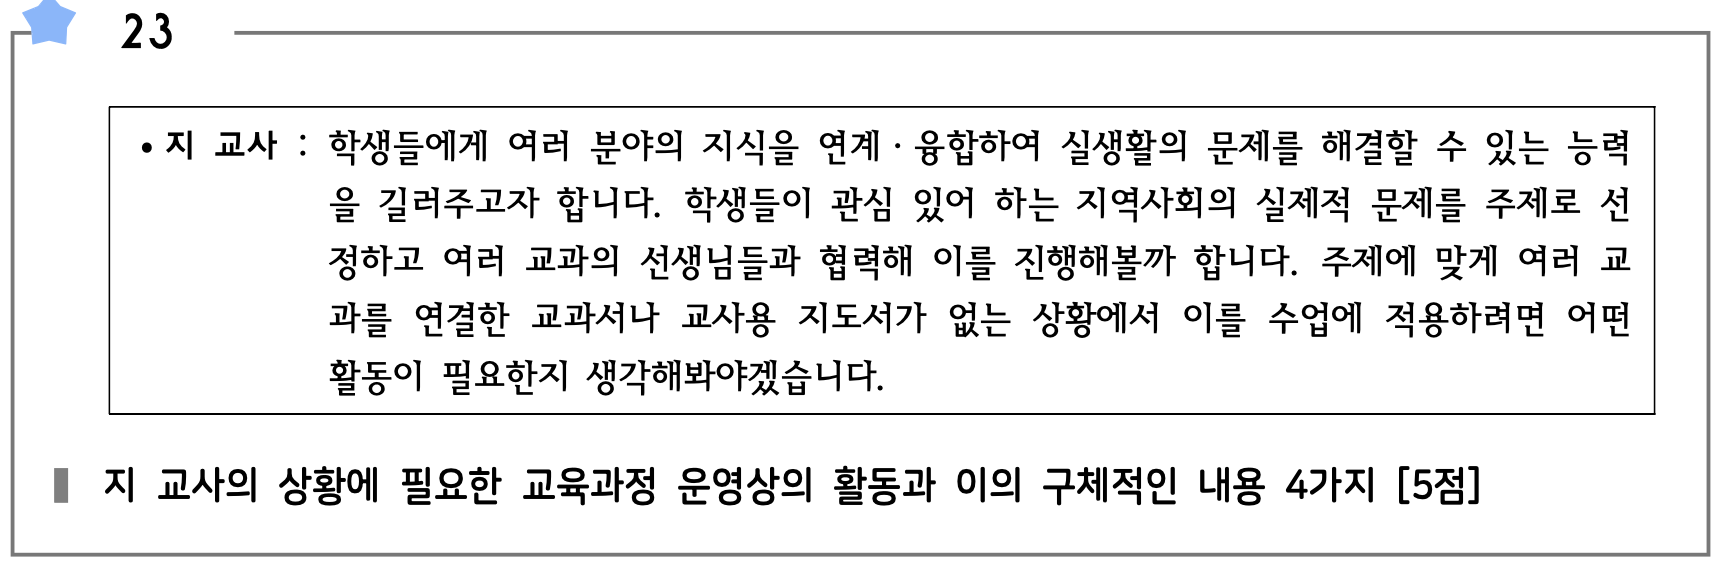 23
• 지 교사 : 학생들에게 여러 분야의 지식을 연계·융합하여 실생활의 문제를 해결할 수 있는 능력
을 길러주고자 합니다. 학생들이 관심 있어 하는 지역사회의 실제적 문제를 주제로 선
정하고 여러 교과의 선생님들과 협력해 이를 진행해볼까 합니다. 주제에 맞게 여러 교
과를 연결한 교과서나 교사용 지도서가 없는 상황에서 이를 수업에 적용하려면 어떤
활동이 필요한지 생각해봐야겠습니다.
지 교사의 상황에 필요한 교육과정 운영상의 활동과 이의 구체적인 내용 4가지 [5점]